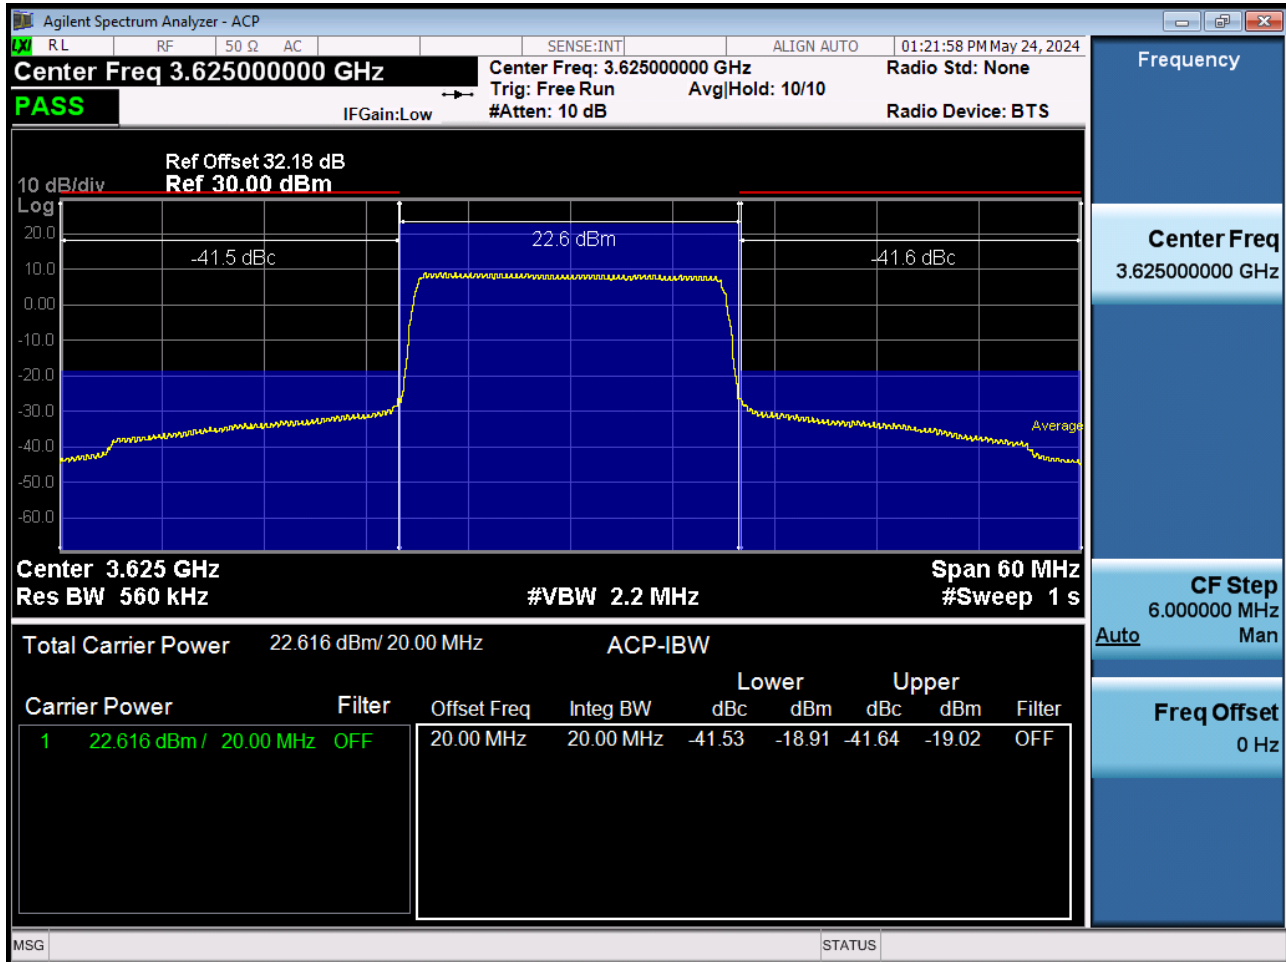 Agilent Spectrum Analyzer - ACP
LXI RL RF 50 Ω AC SENSE:INT ALIGN AUTO 01:21:58 PM May 24, 2024
Center Freq 3.625000000 GHz
PASS
IFGain:Low
Center Freq: 3.625000000 GHz
Trig: Free Run Avg|Hold: 10/10
#Atten: 10 dB
Radio Std: None
Radio Device: BTS
Ref Offset 32.18 dB
10 dB/div Ref 30.00 dBm
Log
20.0
10.0
0.00
-10.0
-20.0
-30.0
-40.0
-50.0
-60.0
-41.5 dBc
22.6 dBm
-41.6 dBc
Average
Center 3.625 GHz Span 60 MHz
Res BW 560 kHz #VBW 2.2 MHz #Sweep 1 s
Total Carrier Power 22.616 dBm/ 20.00 MHz ACP-IBW
Lower Upper
Carrier Power Filter Offset Freq Integ BW dBc dBm dBc dBm Filter
1 22.616 dBm / 20.00 MHz OFF 20.00 MHz 20.00 MHz -41.53 -18.91 -41.64 -19.02 OFF
MSG STATUS
Frequency
Center Freq
3.625000000 GHz
CF Step
6.000000 MHz
Auto Man
Freq Offset
0 Hz